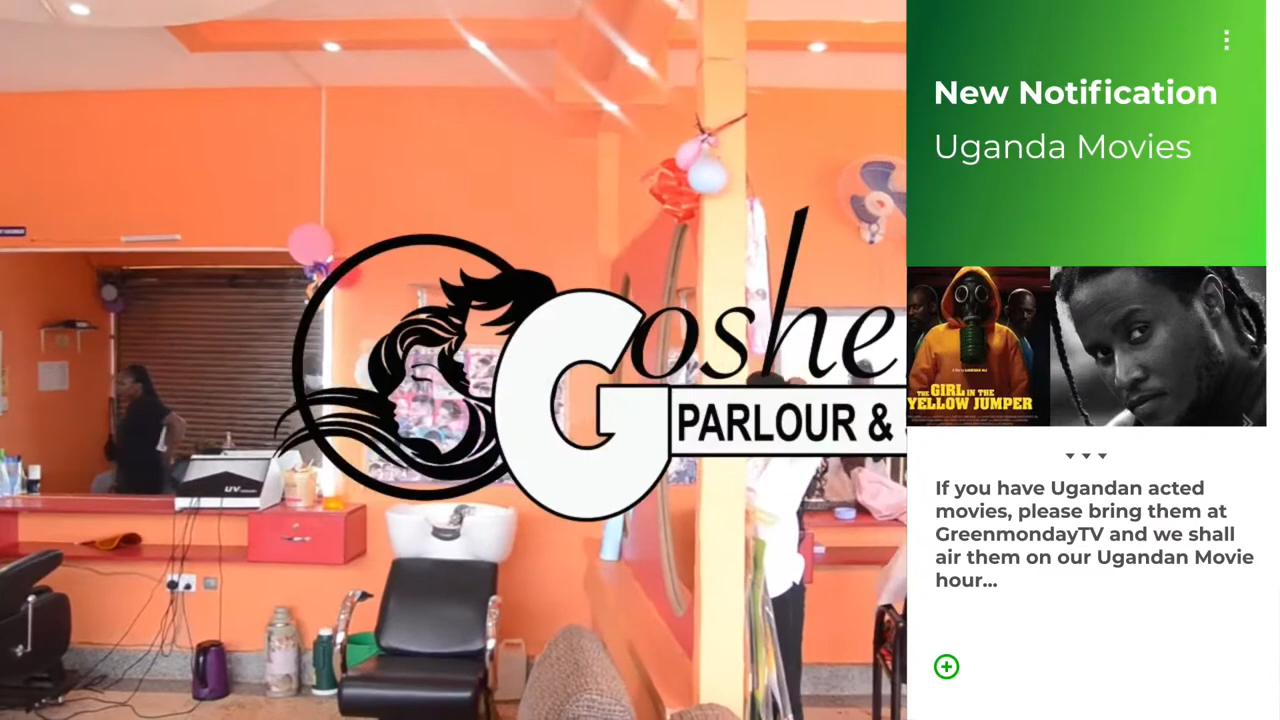 Goshe
PARLOUR &
UV
New Notification
Uganda Movies
THE GIRL IN THE
YELLOW JUMPER
If you have Ugandan acted
movies, please bring them at
GreenmondayTV and we shall
air them on our Ugandan Movie
hour...